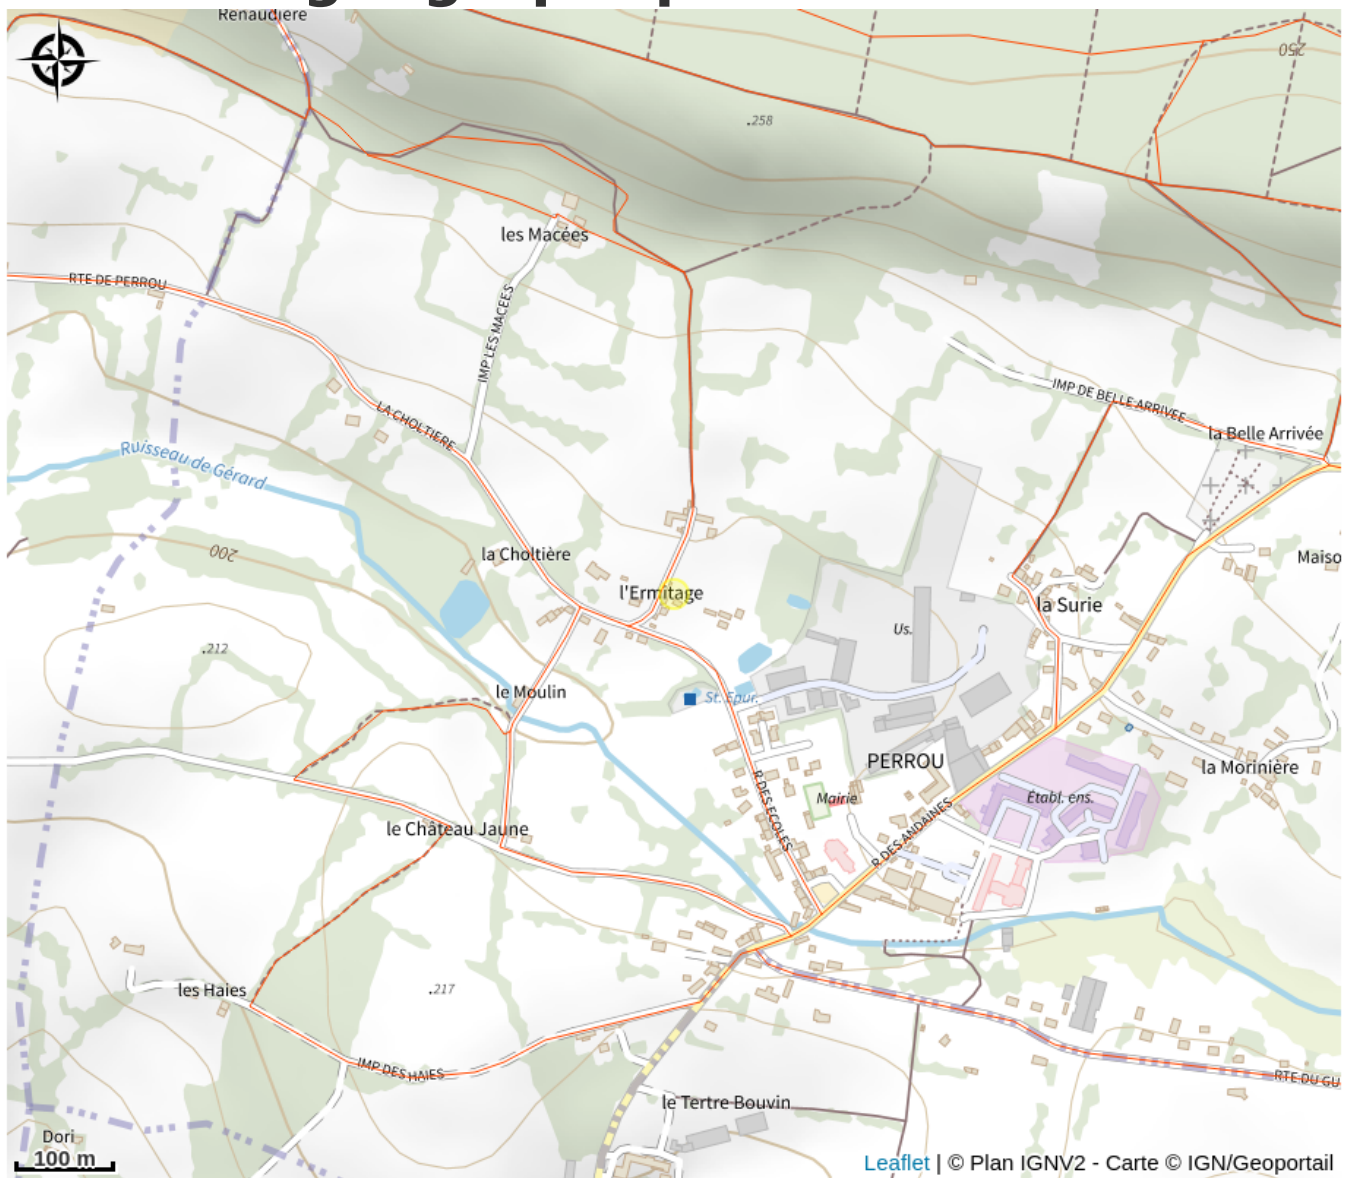 Renaudière
250
.258
les Macées
RTE DE PERROU
IMP LES MACEES
IMP DE BELLE ARRIVEE
LA CHOLTIERE
la Belle Arrivée
Ruisseau de Gérard
200
la Choltière
Maiso
l'Ermitage
la Surie
Us.
.212
le Moulin
St. Epur.
PERROU
la Morinière
R DES ECOLES
Mairie
Établ. ens.
le Château Jaune
R DES ANDAINES
les Haies
.217
IMP DES HAIES
RTE DU GU
le Tertre Bouvin
Dori
100 m
Leaflet | © Plan IGNV2 - Carte © IGN/Geoportail